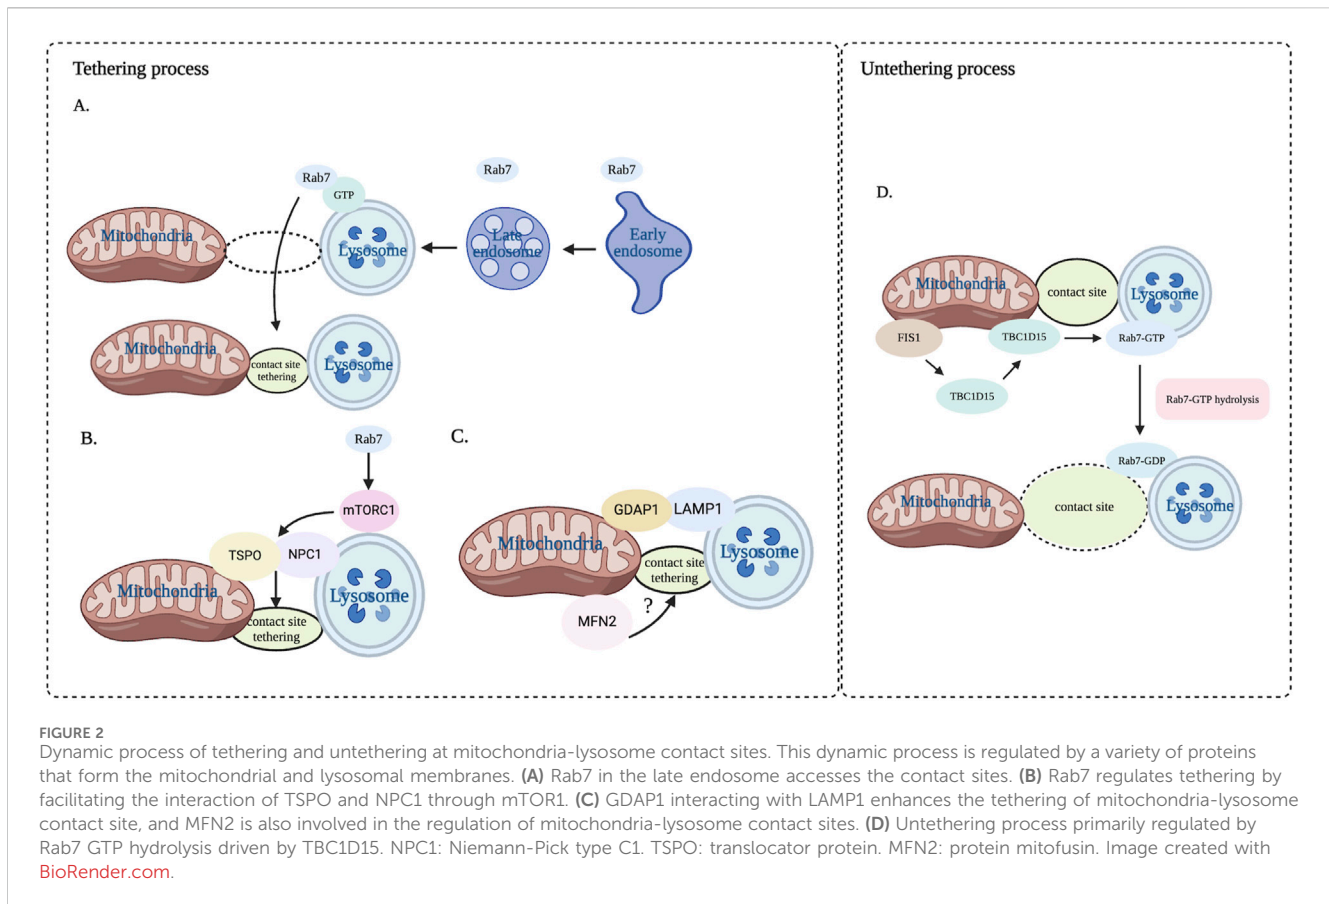 Tethering process
A.
Rab7
GTP
Rab7
Rab7
Mitochondria
Lysosome
Late
endosome
Early
endosome
Mitochondria
contact site
tethering
Lysosome
B.
Rab7
mTORC1
TSPO
NPC1
Mitochondria
Lysosome
contact site
tethering
C.
GDAP1
LAMP1
Mitochondria
Lysosome
contact site
tethering
?
MFN2
Untethering process
D.
Mitochondria
contact site
Lysosome
FIS1
TBC1D15
Rab7-GTP
TBC1D15
Rab7-GTP hydrolysis
Rab7-GDP
Mitochondria
contact site
Lysosome
FIGURE 2
Dynamic process of tethering and untethering at mitochondria-lysosome contact sites. This dynamic process is regulated by a variety of proteins
that form the mitochondrial and lysosomal membranes. (A) Rab7 in the late endosome accesses the contact sites. (B) Rab7 regulates tethering by
facilitating the interaction of TSPO and NPC1 through mTOR1. (C) GDAP1 interacting with LAMP1 enhances the tethering of mitochondria-lysosome
contact site, and MFN2 is also involved in the regulation of mitochondria-lysosome contact sites. (D) Untethering process primarily regulated by
Rab7 GTP hydrolysis driven by TBC1D15. NPC1: Niemann-Pick type C1. TSPO: translocator protein. MFN2: protein mitofusin. Image created with
BioRender.com.